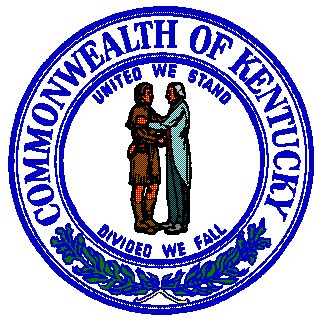 COMMONWEALTH OF KENTUCKY
UNITED WE STAND
DIVIDED WE FALL